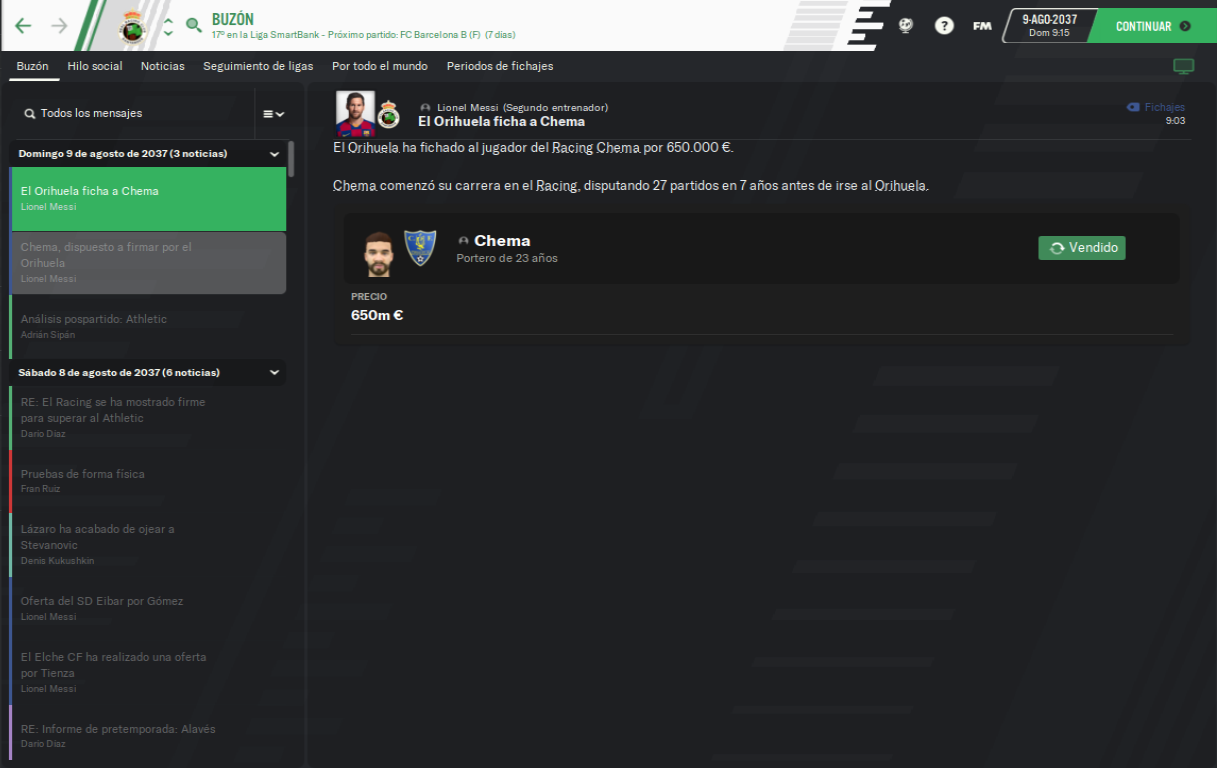 BUZÓN
17º en la Liga SmartBank - Próximo partido: FC Barcelona B (F) (7 dias)
?
FM
9-AGO-2037
Dom 9:15
CONTINUAR
Buzón Hilo social Noticias Seguimiento de ligas Por todo el mundo Periodos de fichajes
Todos los mensajes
Domingo 9 de agosto de 2037 (3 noticias)
El Orihuela ficha a Chema
Lionel Messi
Chema, dispuesto a firmar por el
Orihuela
Lionel Messi
Análisis pospartido: Athletic
Adrián Sipán
Sábado 8 de agosto de 2037 (6 noticias)
RE: El Racing se ha mostrado firme
para superar al Athletic
Darío Díaz
Pruebas de forma física
Fran Ruiz
Lázaro ha acabado de ojear a
Stevanovic
Denis Kukushkin
Oferta del SD Eibar por Gómez
Lionel Messi
El Elche CF ha realizado una oferta
por Tienza
Lionel Messi
RE: Informe de pretemporada: Alavés
Darío Díaz
Lionel Messi (Segundo entrenador)
El Orihuela ficha a Chema
Fichajes
9:03
El Orihuela ha fichado al jugador del Racing Chema por 650.000 €.
Chema comenzó su carrera en el Racing, disputando 27 partidos en 7 años antes de irse al Orihuela.
Chema
Portero de 23 años
Vendido
PRECIO
650m €